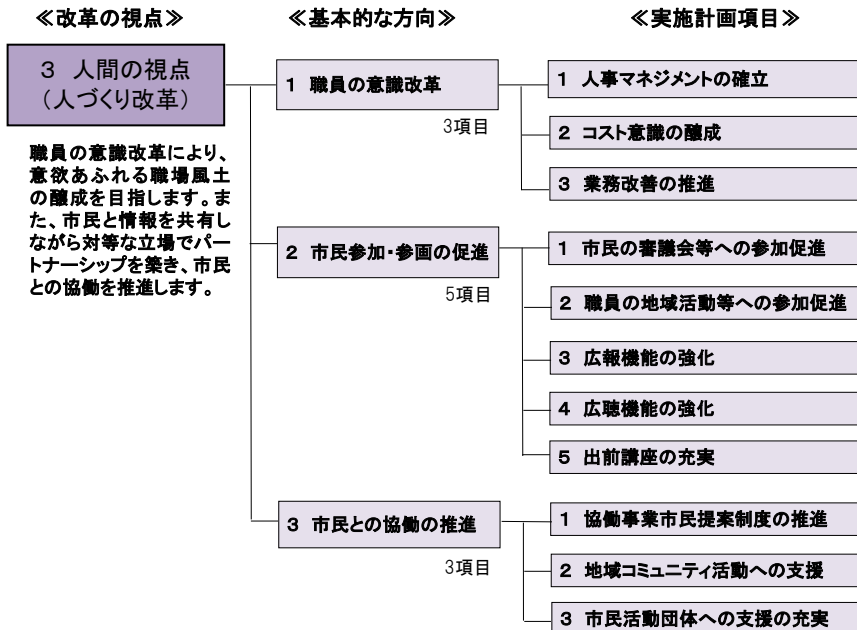 ≪改革の視点≫
≪基本的な方向≫
≪実施計画項目≫
3 人間の視点
(人づくり改革)
職員の意識改革により、
意欲あふれる職場風土
の醸成を目指します。ま
た、市民と情報を共有し
ながら対等な立場でパー
トナーシップを築き、市民
との協働を推進します。
1 職員の意識改革
3項目
1 人事マネジメントの確立
2 コスト意識の醸成
3 業務改善の推進
2 市民参加・参画の促進
5項目
1 市民の審議会等への参加促進
2 職員の地域活動等への参加促進
3 広報機能の強化
4 広聴機能の強化
5 出前講座の充実
3 市民との協働の推進
3項目
1 協働事業市民提案制度の推進
2 地域コミュニティ活動への支援
3 市民活動団体への支援の充実